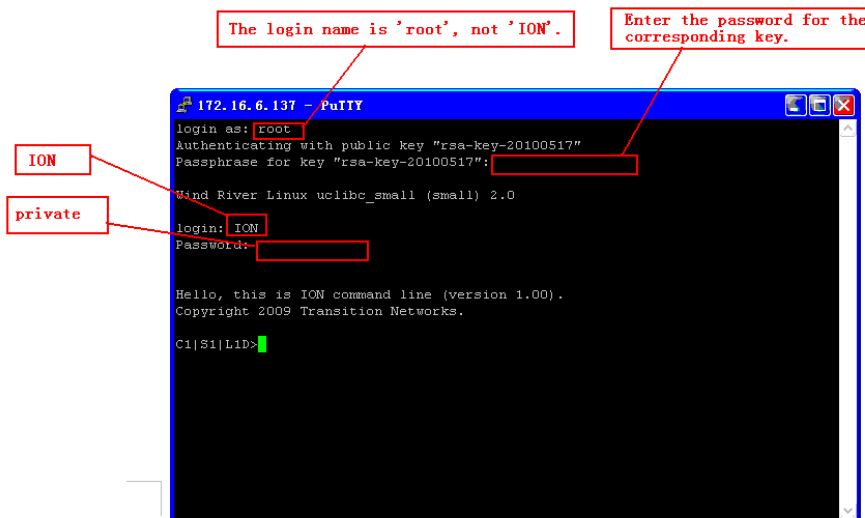 The login name is 'root', not 'ION'.
Enter the password for the
corresponding key.
172.16.6.137 - PuTTY
login as: root
Authenticating with public key "rsa-key-20100517"
Passphrase for key "rsa-key-20100517":
ION
Wind River Linux uclibc_small (small) 2.0
private
login: ION
Password:
Hello, this is ION command line (version 1.00).
Copyright 2009 Transition Networks.
C1|S1|L1D>